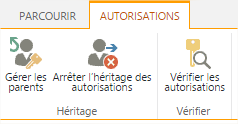 PARCOURIR AUTORISATIONS
Gérer les Arrêter l'héritage des Vérifier les
parents autorisations autorisations
Héritage Vérifier